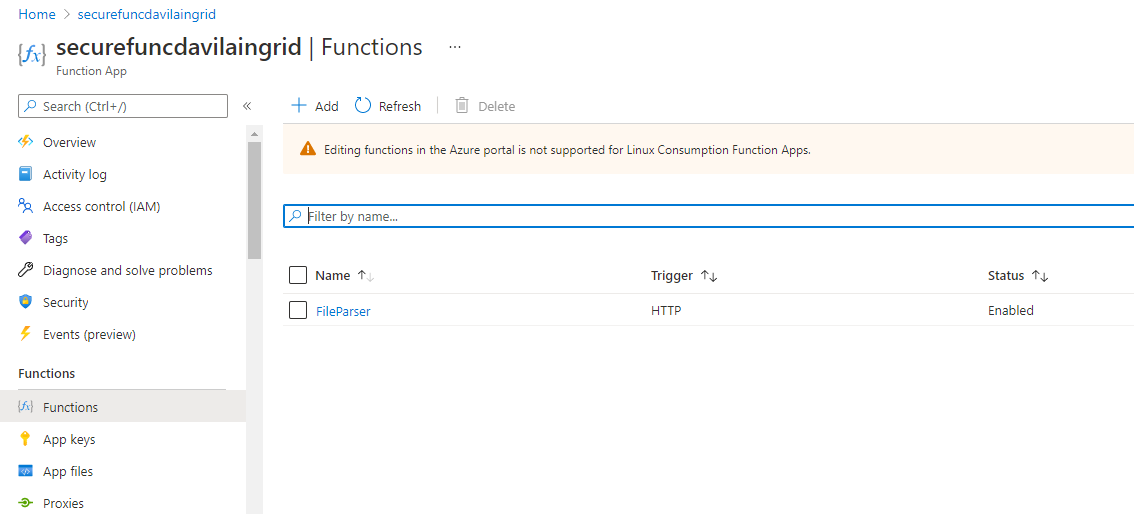 Home > securefuncdavilaingrid
{fx} securefuncdavilaingrid | Functions ...
Function App
Search (Ctrl+/) «
Overview
Activity log
Access control (IAM)
Tags
Diagnose and solve problems
Security
Events (preview)
Functions
{fx} Functions
App keys
App files
Proxies
+ Add Refresh Delete
Editing functions in the Azure portal is not supported for Linux Consumption Function Apps.
Filter by name...
Name ↑↓ Trigger ↑↓ Status ↑↓
FileParser HTTP Enabled